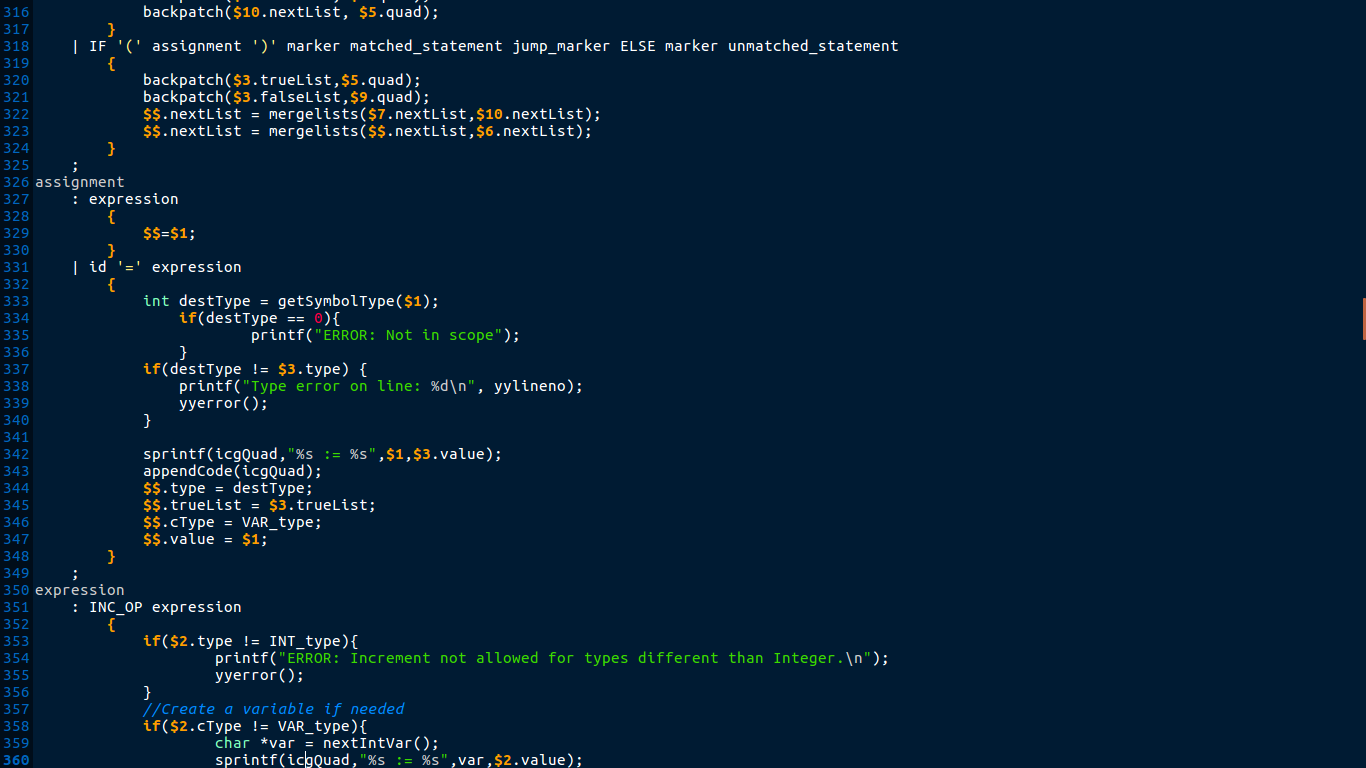 316 backpatch($10.nextList, $5.quad);
317 }
318 | IF '(' assignment ')' marker matched_statement jump_marker ELSE marker unmatched_statement
319 {
320 backpatch($3.trueList,$5.quad);
321 backpatch($3.falseList,$9.quad);
322 $$.nextList = mergelists($7.nextList,$10.nextList);
323 $$.nextList = mergelists($$.nextList,$6.nextList);
324 }
325 ;
326 assignment
327 : expression
328 {
329 $$=$1;
330 }
331 | id '=' expression
332 {
333 int destType = getSymbolType($1);
334 if(destType == 0){
335 printf("ERROR: Not in scope");
336 }
337 if(destType != $3.type) {
338 printf("Type error on line: %d\n", yylineno);
339 yyerror();
340 }
341
342 sprintf(icgQuad,"%s := %s",$1,$3.value);
343 appendCode(icgQuad);
344 $$.type = destType;
345 $$.trueList = $3.trueList;
346 $$.cType = VAR_type;
347 $$.value = $1;
348 }
349 ;
350 expression
351 : INC_OP expression
352 {
353 if($2.type != INT_type){
354 printf("ERROR: Increment not allowed for types different than Integer.\n");
355 yyerror();
356 }
357 //Create a variable if needed
358 if($2.cType != VAR_type){
359 char *var = nextIntVar();
360 sprintf(icgQuad,"%s := %s",var,$2.value);